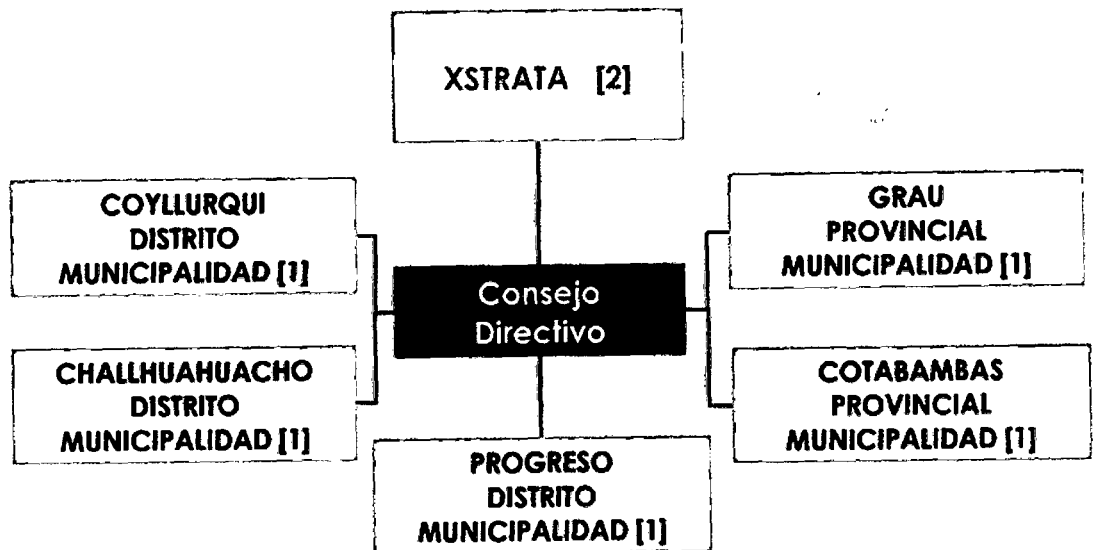 XSTRATA [2]
COYLLURQUI
DISTRITO
MUNICIPALIDAD [1]
GRAU
PROVINCIAL
MUNICIPALIDAD [1]
Consejo
Directivo
CHALLHUAHUACHO
DISTRITO
MUNICIPALIDAD [1]
COTABAMBAS
PROVINCIAL
MUNICIPALIDAD [1]
PROGRESO
DISTRITO
MUNICIPALIDAD [1]